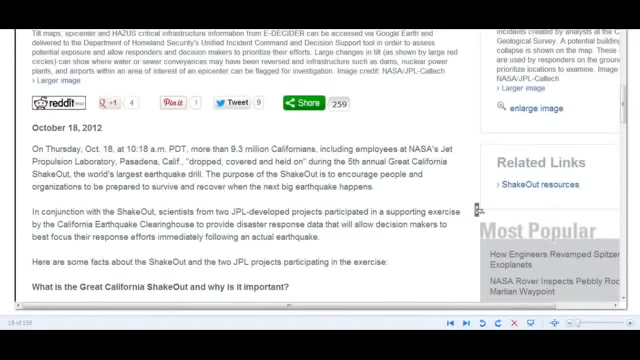 Tilt maps, epicenter and HAZUS critical infrastructure information from E-DECIDER can be accessed via Google Earth and
delivered to the Department of Homeland Security's Unified Incident Command and Decision Support tool in order to assess
potential exposure and allow responders and decision makers to prioritize their efforts. Large changes in tilt (as shown by large red
circles) can show where water or sewer conveyances may have been reversed and infrastructure such as dams, nuclear power
plants, and airports within an area of interest of an epicenter can be flagged for investigation. Image credit: NASA/JPL-Caltech
› Larger image
reddit
+1
4
Pin it
1
Tweet
9
Share
259
October 18, 2012
On Thursday, Oct. 18, at 10:18 a.m. PDT, more than 9.3 million Californians, including employees at NASA's Jet
Propulsion Laboratory, Pasadena, Calif., "dropped, covered and held on" during the 5th annual Great California
ShakeOut, the world's largest earthquake drill. The purpose of the ShakeOut is to encourage people and
organizations to be prepared to survive and recover when the next big earthquake happens.
In conjunction with the ShakeOut, scientists from two JPL-developed projects participated in a supporting exercise
by the California Earthquake Clearinghouse to provide disaster response data that will allow decision makers to
best focus their response efforts immediately following an actual earthquake.
Here are some facts about the ShakeOut and the two JPL projects participating in the exercise:
What is the Great California ShakeOut and why is it important?
incidents created by analysts at the C
Geological Survey. A potential building
collapse is shown on the map. These
are used by responders on the ground
prioritize locations to examine. Image
NASA/JPL-Caltech
› Larger image
enlarge image
Related Links
› ShakeOut resources
Most Popular
How Engineers Revamped Spitzer
Exoplanets
NASA Rover Inspects Pebbly Roc
Martian Waypoint
18 of 156